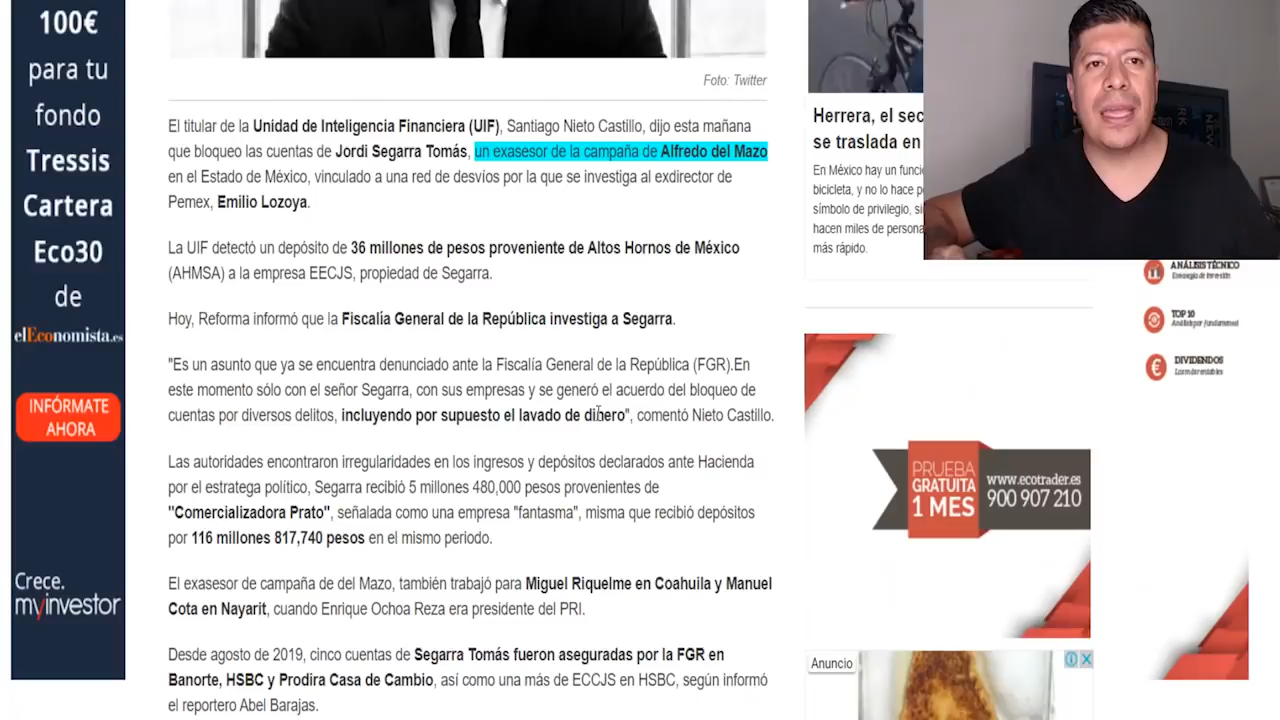 100€
para tu
fondo
Tressis
Cartera
Eco30
de
elEconomista.es
INFÓRMATE
AHORA
Crece.
myinvestor
Foto: Twitter
El titular de la Unidad de Inteligencia Financiera (UIF), Santiago Nieto Castillo, dijo esta mañana
que bloqueo las cuentas de Jordi Segarra Tomás, un exasesor de la campaña de Alfredo del Mazo
en el Estado de México, vinculado a una red de desvíos por la que se investiga al exdirector de
Pemex, Emilio Lozoya.
La UIF detectó un depósito de 36 millones de pesos proveniente de Altos Hornos de México
(AHMSA) a la empresa EECJS, propiedad de Segarra.
Hoy, Reforma informó que la Fiscalía General de la República investiga a Segarra.
"Es un asunto que ya se encuentra denunciado ante la Fiscalía General de la República (FGR).En
este momento sólo con el señor Segarra, con sus empresas y se generó el acuerdo del bloqueo de
cuentas por diversos delitos, incluyendo por supuesto el lavado de dinero", comentó Nieto Castillo.
Las autoridades encontraron irregularidades en los ingresos y depósitos declarados ante Hacienda
por el estratega político, Segarra recibió 5 millones 480,000 pesos provenientes de
"Comercializadora Prato", señalada como una empresa "fantasma", misma que recibió depósitos
por 116 millones 817,740 pesos en el mismo periodo.
El exasesor de campaña de del Mazo, también trabajó para Miguel Riquelme en Coahuila y Manuel
Cota en Nayarit, cuando Enrique Ochoa Reza era presidente del PRI.
Desde agosto de 2019, cinco cuentas de Segarra Tomás fueron aseguradas por la FGR en
Banorte, HSBC y Prodira Casa de Cambio, así como una más de ECCJS en HSBC, según informó
el reportero Abel Barajas.
Herrera, el sec
se traslada en
En México hay un funci
bicicleta, y no lo hace p
símbolo de privilegio, si
hacen miles de persona
más rápido.
NEW
ANÁLISIS TÉCNICO
Estrategia de inversión
TOP 10
Análisis por fundamental
DIVIDENDOS
Los más rentables
PRUEBA
GRATUITA
1 MES
www.ecotrader.es
900 907 210
Anuncio